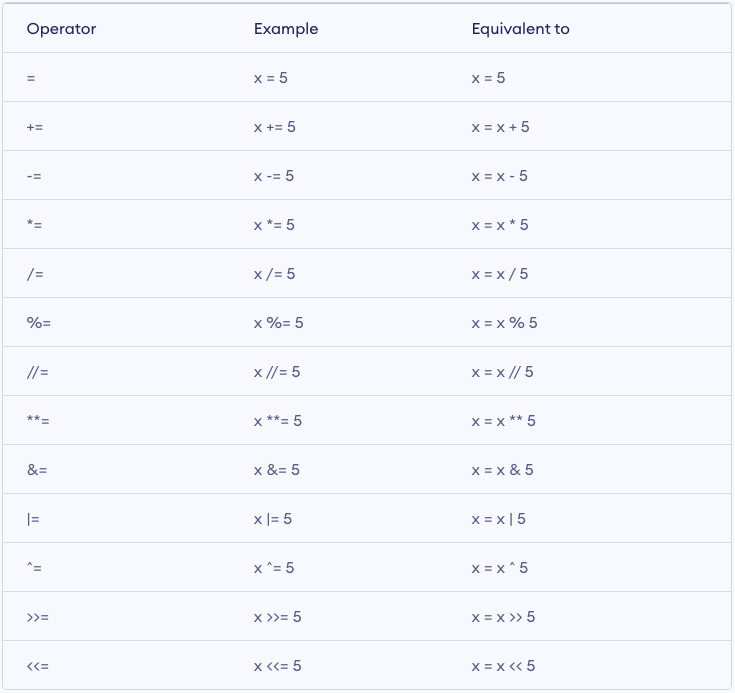 Operator Example Equivalent to
= x = 5 x = 5
+= x += 5 x = x + 5
-= x -= 5 x = x - 5
*= x *= 5 x = x * 5
/= x /= 5 x = x / 5
%= x %= 5 x = x % 5
//= x //= 5 x = x // 5
**= x **= 5 x = x ** 5
&= x &= 5 x = x & 5
|= x |= 5 x = x | 5
^= x ^= 5 x = x ^ 5
>>= x >>= 5 x = x >> 5
<<= x <<= 5 x = x << 5